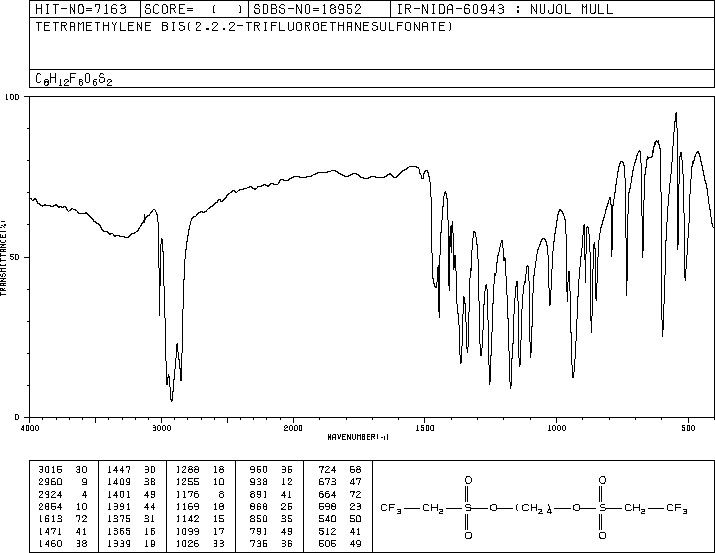 HIT-NO=7163 SCORE= ( ) SDBS-NO=18952 IR-NIDA-60943 : NUJOL MULL
TETRAMETHYLENE BIS(2,2,2-TRIFLUOROETHANESULFONATE)
C8H12F6O6S2
100
50
0
TRANSMITTANCE(%)
4000 3000 2000 1500 1000 500
WAVENUMBER(-1)
3015 30 1447 30 1288 18 960 35 724 58
2960 9 1409 38 1255 10 938 12 673 47
2924 4 1401 49 1176 8 891 41 664 72
2854 10 1391 44 1169 18 868 25 598 23
1613 72 1375 31 1142 15 850 35 540 50
1471 41 1365 16 1099 17 791 49 512 41
1460 38 1339 19 1026 33 736 36 505 49
O O
CF3—CH2—S—O—(CH2)4—O—S—CH2—CF3
O O